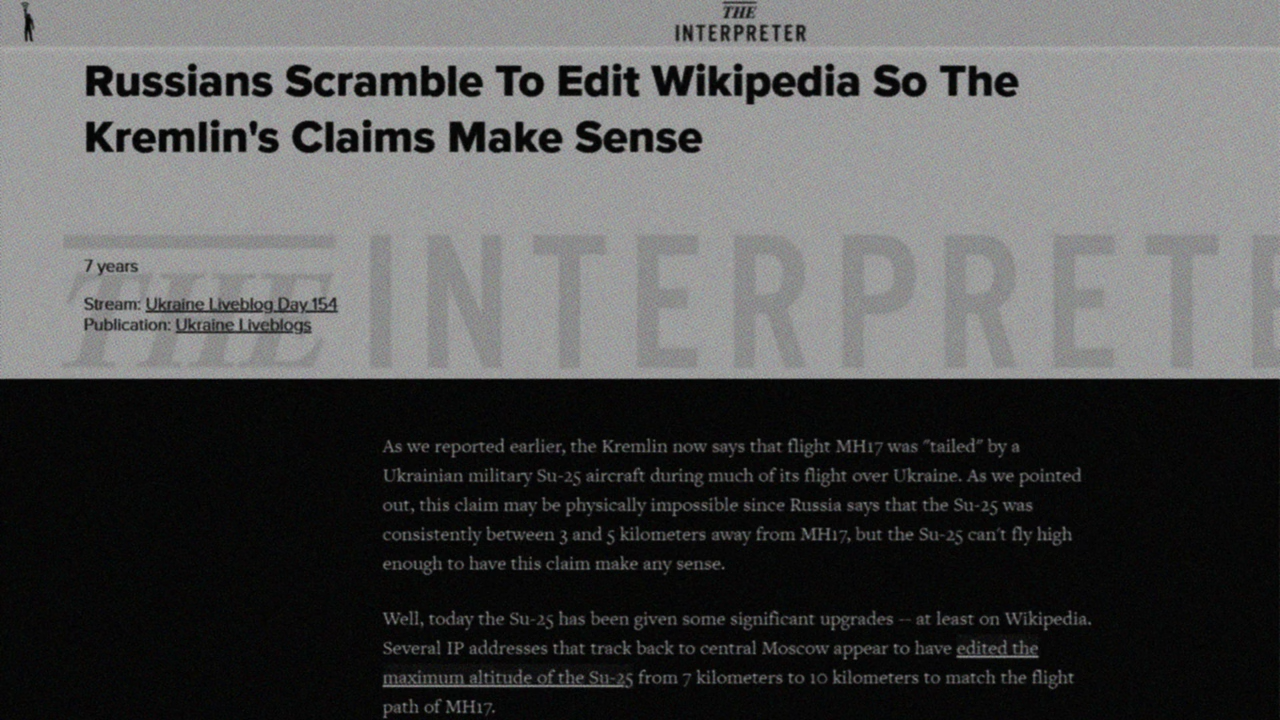 THE
INTERPRETER
Russians Scramble To Edit Wikipedia So The
Kremlin's Claims Make Sense
THE INTERPRETE
7 years
Stream: Ukraine Liveblog Day 154
Publication: Ukraine Liveblogs
As we reported earlier, the Kremlin now says that flight MH17 was "tailed" by a
Ukrainian military Su-25 aircraft during much of its flight over Ukraine. As we pointed
out, this claim may be physically impossible since Russia says that the Su-25 was
consistently between 3 and 5 kilometers away from MH17, but the Su-25 can't fly high
enough to have this claim make any sense.
Well, today the Su-25 has been given some significant upgrades -- at least on Wikipedia.
Several IP addresses that track back to central Moscow appear to have edited the
maximum altitude of the Su-25 from 7 kilometers to 10 kilometers to match the flight
path of MH17.